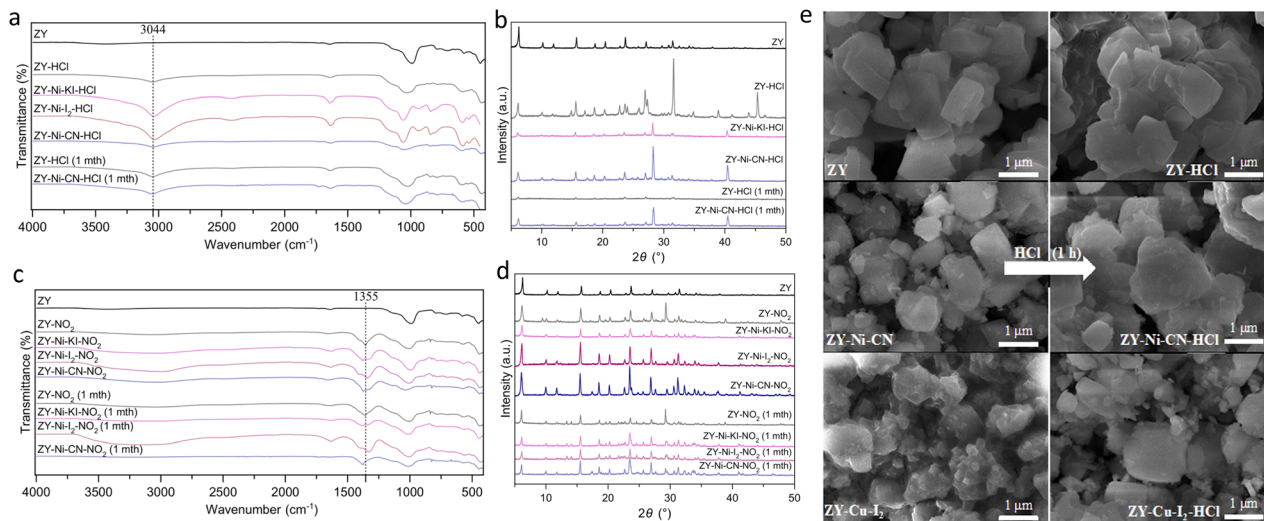 a
3044
ZY
ZY-HCl
ZY-Ni-KI-HCl
ZY-Ni-I₂-HCl
ZY-Ni-CN-HCl
ZY-HCl (1 mth)
ZY-Ni-CN-HCl (1 mth)
Transmittance (%)
4000 3500 3000 2500 2000 1500 1000 500
Wavenumber (cm⁻¹)
b
ZY
ZY-HCl
ZY-Ni-KI-HCl
ZY-Ni-CN-HCl
ZY-HCl (1 mth)
ZY-Ni-CN-HCl (1 mth)
Intensity (a.u.)
10 20 30 40 50
2θ (°)
c
1355
ZY
ZY-NO₂
ZY-Ni-KI-NO₂
ZY-Ni-I₂-NO₂
ZY-Ni-CN-NO₂
ZY-NO₂ (1 mth)
ZY-Ni-KI-NO₂ (1 mth)
ZY-Ni-I₂-NO₂ (1 mth)
ZY-Ni-CN-NO₂ (1 mth)
Transmittance (%)
4000 3500 3000 2500 2000 1500 1000 500
Wavenumber (cm⁻¹)
d
ZY
ZY-NO₂
ZY-Ni-KI-NO₂
ZY-Ni-I₂-NO₂
ZY-Ni-CN-NO₂
ZY-NO₂ (1 mth)
ZY-Ni-KI-NO₂ (1 mth)
ZY-Ni-I₂-NO₂ (1 mth)
ZY-Ni-CN-NO₂ (1 mth)
Intensity (a.u.)
10 20 30 40 50
2θ (°)
e
ZY
1 µm
ZY-HCl
1 µm
ZY-Ni-CN
1 µm
HCl (1 h)
ZY-Ni-CN-HCl
1 µm
ZY-Cu-I₂
1 µm
ZY-Cu-I₂-HCl
1 µm